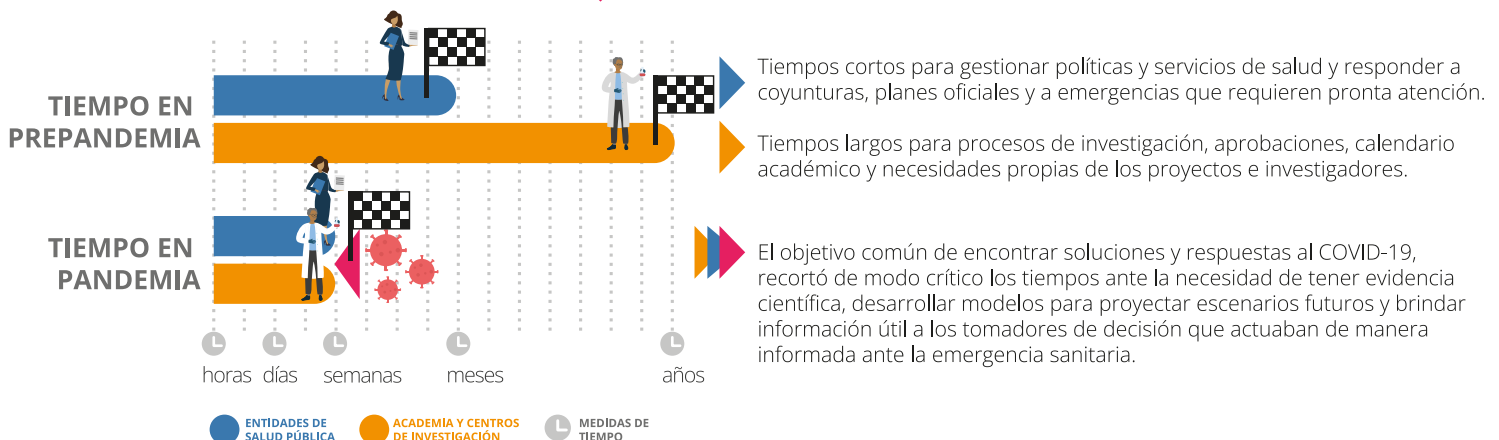 TIEMPO EN
PREPANDEMIA
Tiempos cortos para gestionar políticas y servicios de salud y responder a
coyunturas, planes oficiales y a emergencias que requieren pronta atención.
Tiempos largos para procesos de investigación, aprobaciones, calendario
académico y necesidades propias de los proyectos e investigadores.
TIEMPO EN
PANDEMIA
El objetivo común de encontrar soluciones y respuestas al COVID-19,
recortó de modo crítico los tiempos ante la necesidad de tener evidencia
científica, desarrollar modelos para proyectar escenarios futuros y brindar
información útil a los tomadores de decisión que actuaban de manera
informada ante la emergencia sanitaria.
horas días semanas meses años
ENTIDADES DE
SALUD PÚBLICA
ACADEMIA Y CENTROS
DE INVESTIGACIÓN
MEDIDAS DE
TIEMPO